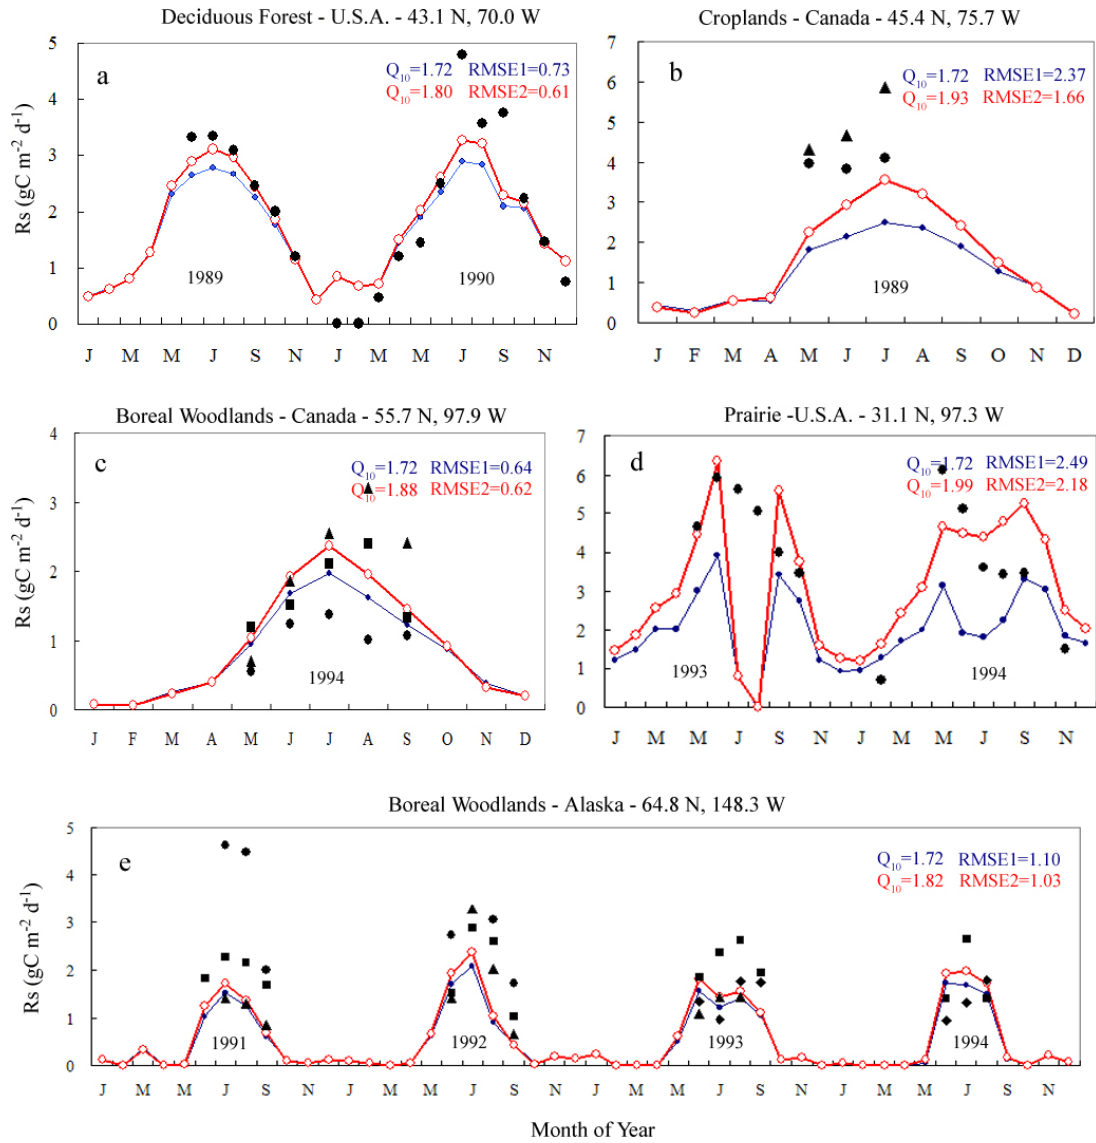 Deciduous Forest - U.S.A. - 43.1 N, 70.0 W
a
Q10=1.72 RMSE1=0.73
Q10=1.80 RMSE2=0.61
Rs (gC m-2 d-1)
6
5
4
3
2
1
0
1989
1990
J M M J S N J M M J S N
Croplands - Canada - 45.4 N, 75.7 W
b
Q10=1.72 RMSE1=2.37
Q10=1.93 RMSE2=1.66
7
6
5
4
3
2
1
0
1989
J F M A M J J A S O N D
Boreal Woodlands - Canada - 55.7 N, 97.9 W
c
Q10=1.72 RMSE1=0.64
Q10=1.88 RMSE2=0.62
Rs (gC m-2 d-1)
4
3
2
1
0
1994
J F M A M J J A S O N D
Prairie -U.S.A. - 31.1 N, 97.3 W
d
Q10=1.72 RMSE1=2.49
Q10=1.99 RMSE2=2.18
7
6
5
4
3
2
1
0
1993
1994
J M M J S N J M M J S N
Boreal Woodlands - Alaska - 64.8 N, 148.3 W
e
Q10=1.72 RMSE1=1.10
Q10=1.82 RMSE2=1.03
Rs (gC m-2 d-1)
5
4
3
2
1
0
1991
1992
1993
1994
J M M J S N J M M J S N J M M J S N J M M J S N
Month of Year